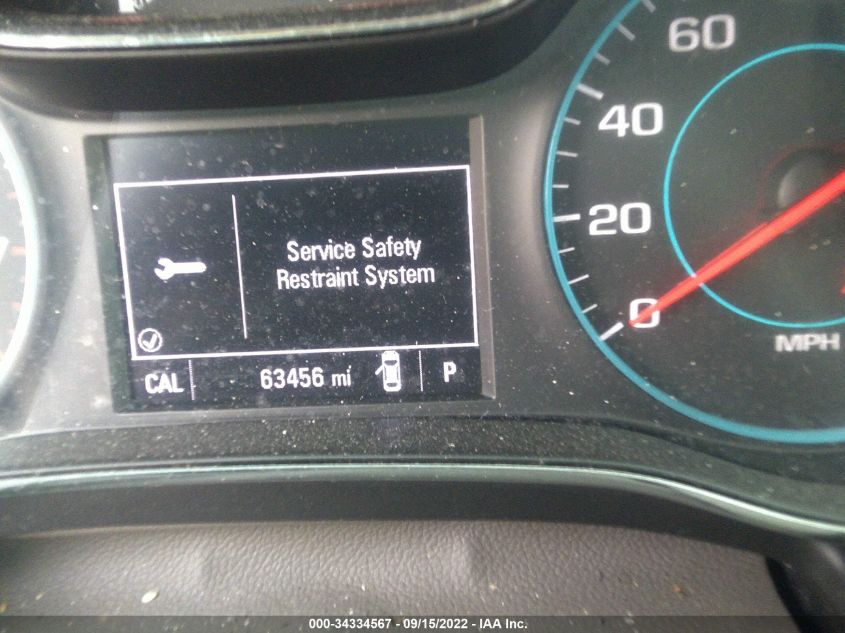 60
40
20
0
MPH
Service Safety
Restraint System
CAL 63456 mi P
000-34334567 - 09/15/2022 - IAA Inc.